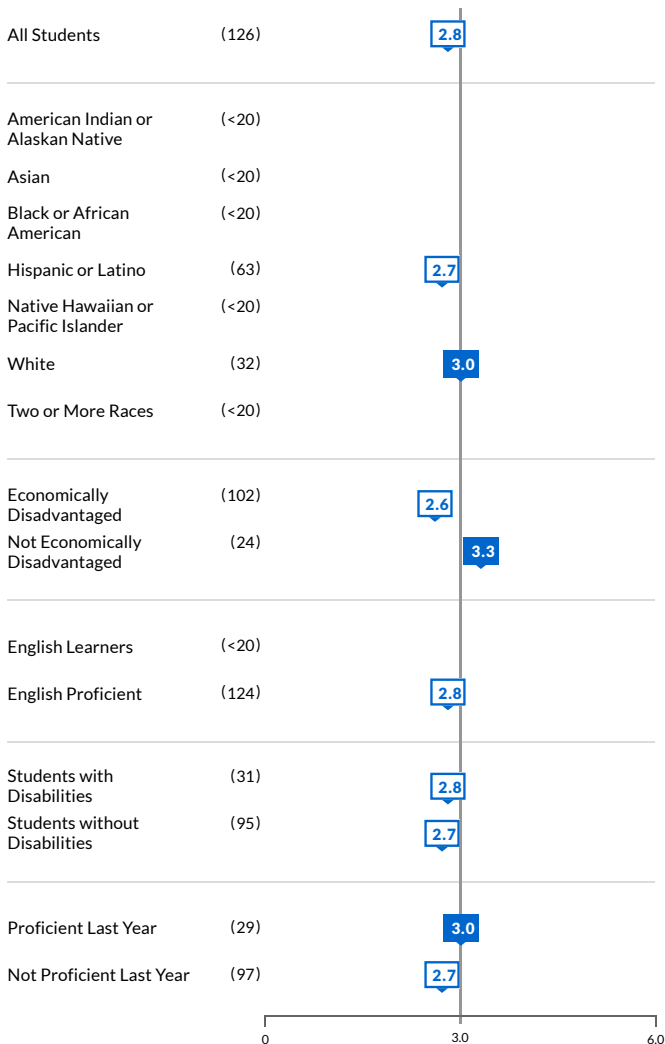 All Students (126) 2.8
American Indian or (<20)
Alaskan Native
Asian (<20)
Black or African (<20)
American
Hispanic or Latino (63) 2.7
Native Hawaiian or (<20)
Pacific Islander
White (32) 3.0
Two or More Races (<20)
Economically (102) 2.6
Disadvantaged
Not Economically (24) 3.3
Disadvantaged
English Learners (<20)
English Proficient (124) 2.8
Students with (31) 2.8
Disabilities
Students without (95) 2.7
Disabilities
Proficient Last Year (29) 3.0
Not Proficient Last Year (97) 2.7
0 3.0 6.0